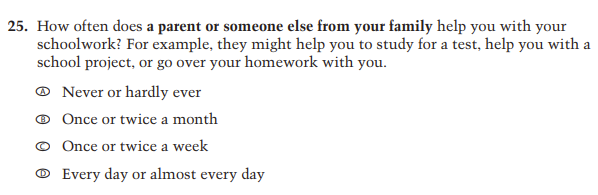 25. How often does a parent or someone else from your family help you with your
schoolwork? For example, they might help you to study for a test, help you with a
school project, or go over your homework with you.
Ⓐ Never or hardly ever
Ⓑ Once or twice a month
Ⓒ Once or twice a week
Ⓓ Every day or almost every day